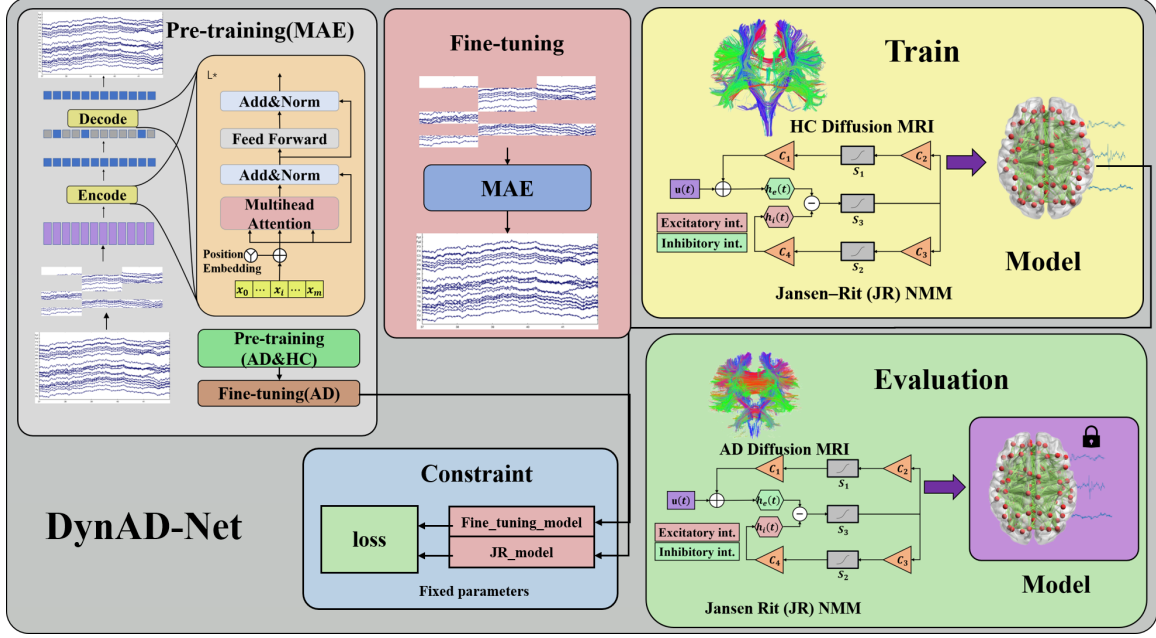 Pre-training(MAE)
L*
Add&Norm
Feed Forward
Add&Norm
Multihead
Attention
Position
Embedding
x₀ ··· xᵢ ··· xₘ
Decode
Encode
Pre-training
(AD&HC)
Fine-tuning(AD)
Fine-tuning
MAE
Train
HC Diffusion MRI
C₁
S₁
C₂
u(t)
hₑ(t)
hᵢ(t)
S₃
Excitatory int.
Inhibitory int.
C₄
S₂
C₃
Jansen–Rit (JR) NMM
Model
Evaluation
AD Diffusion MRI
C₁
S₁
C₂
u(t)
hₑ(t)
hᵢ(t)
S₃
Excitatory int.
Inhibitory int.
C₄
S₂
C₃
Jansen Rit (JR) NMM
Model
Constraint
loss
Fine_tuning_model
JR_model
Fixed parameters
DynAD-Net